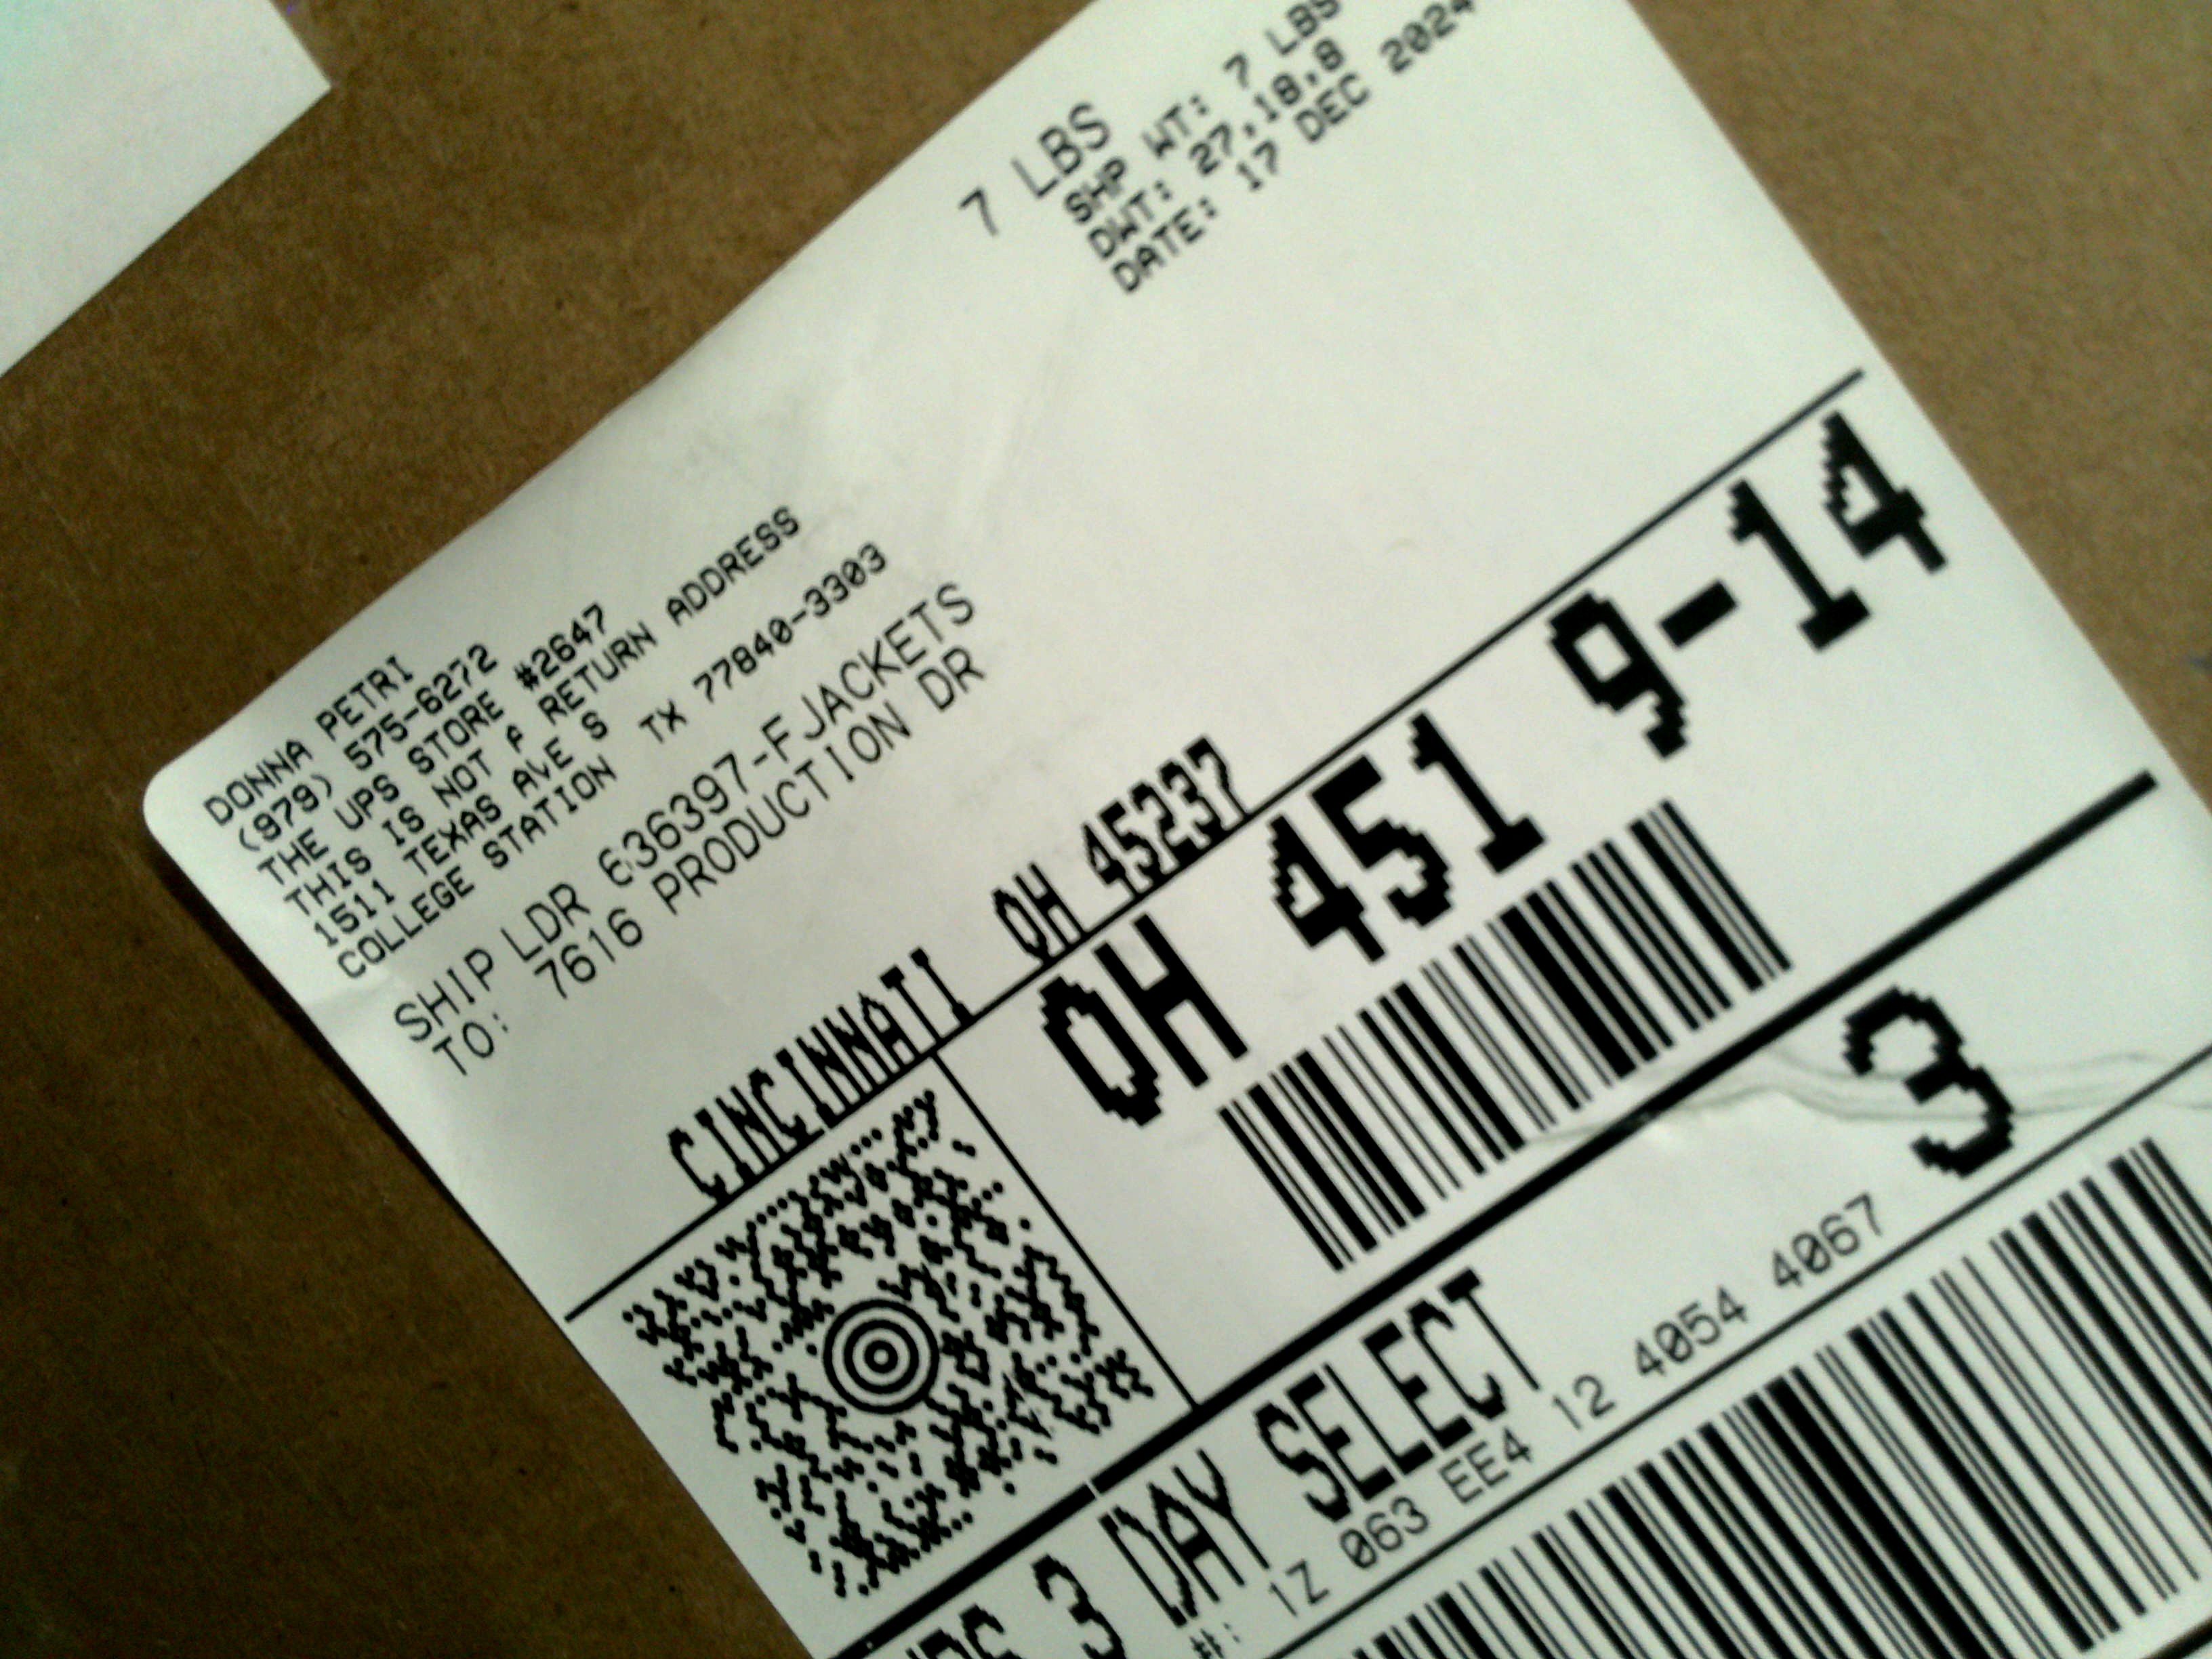 DONNA PETRI
(979) 575-6272
THE UPS STORE #2647
THIS IS NOT A RETURN ADDRESS
1511 TEXAS AVE S
COLLEGE STATION TX 77840-3303
7 LBS
SHP WT: 7 LBS
DWT: 27,18,8
DATE: 17 DEC 2024
SHIP LDR 636397-FJACKETS
TO: 7616 PRODUCTION DR
CINCINNATI OH 45237
OH 451 9-14
UPS 3 DAY SELECT
3
#: 1Z 063 EE4 12 4054 4067